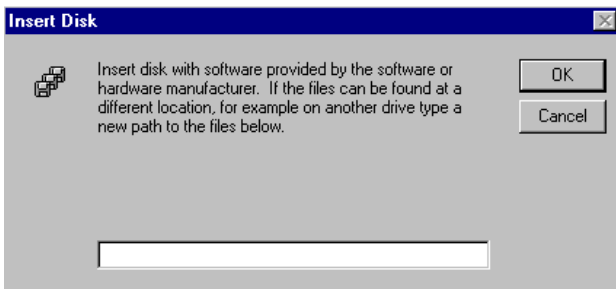 Insert Disk
Insert disk with software provided by the software or
hardware manufacturer.  If the files can be found at a
different location, for example on another drive type a
new path to the files below.
OK
Cancel